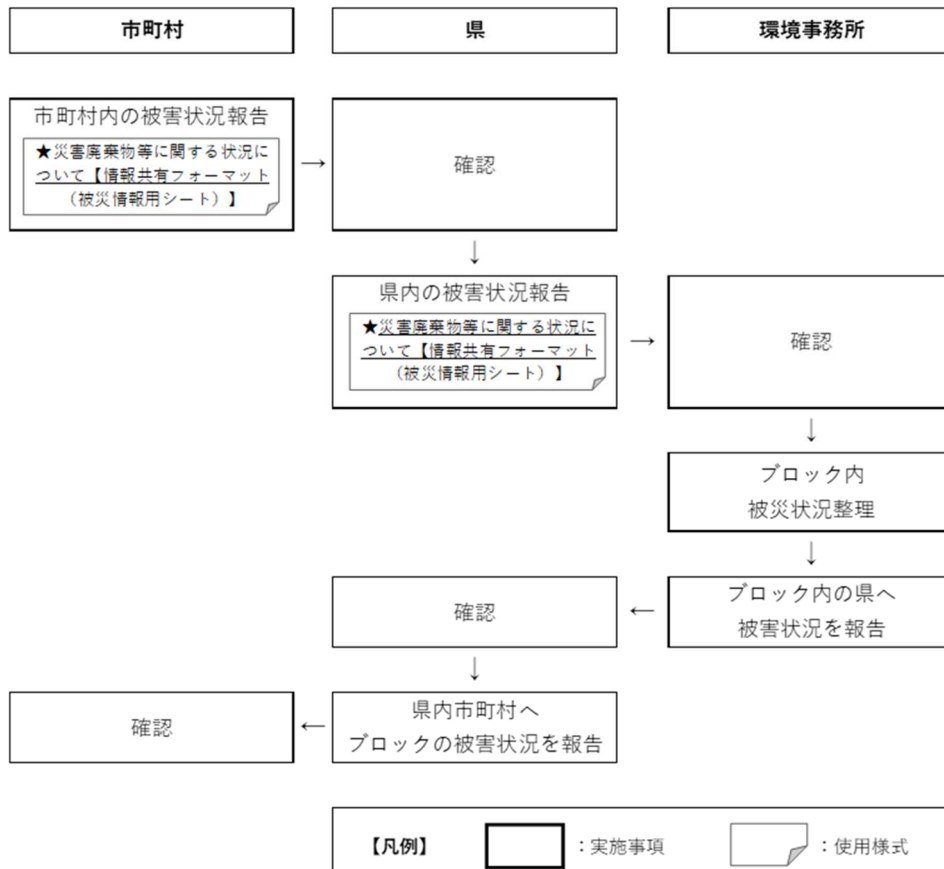 市町村
県
環境事務所
市町村内の被害状況報告
★災害廃棄物等に関する状況に
ついて【情報共有フォーマット
（被災情報用シート）】
→
確認
↓
県内の被害状況報告
★災害廃棄物等に関する状況に
ついて【情報共有フォーマット
（被災情報用シート）】
→
確認
↓
ブロック内
被災状況整理
↓
ブロック内の県へ
被害状況を報告
←
確認
↓
県内市町村へ
ブロックの被害状況を報告
←
確認
【凡例】
：実施事項
：使用様式